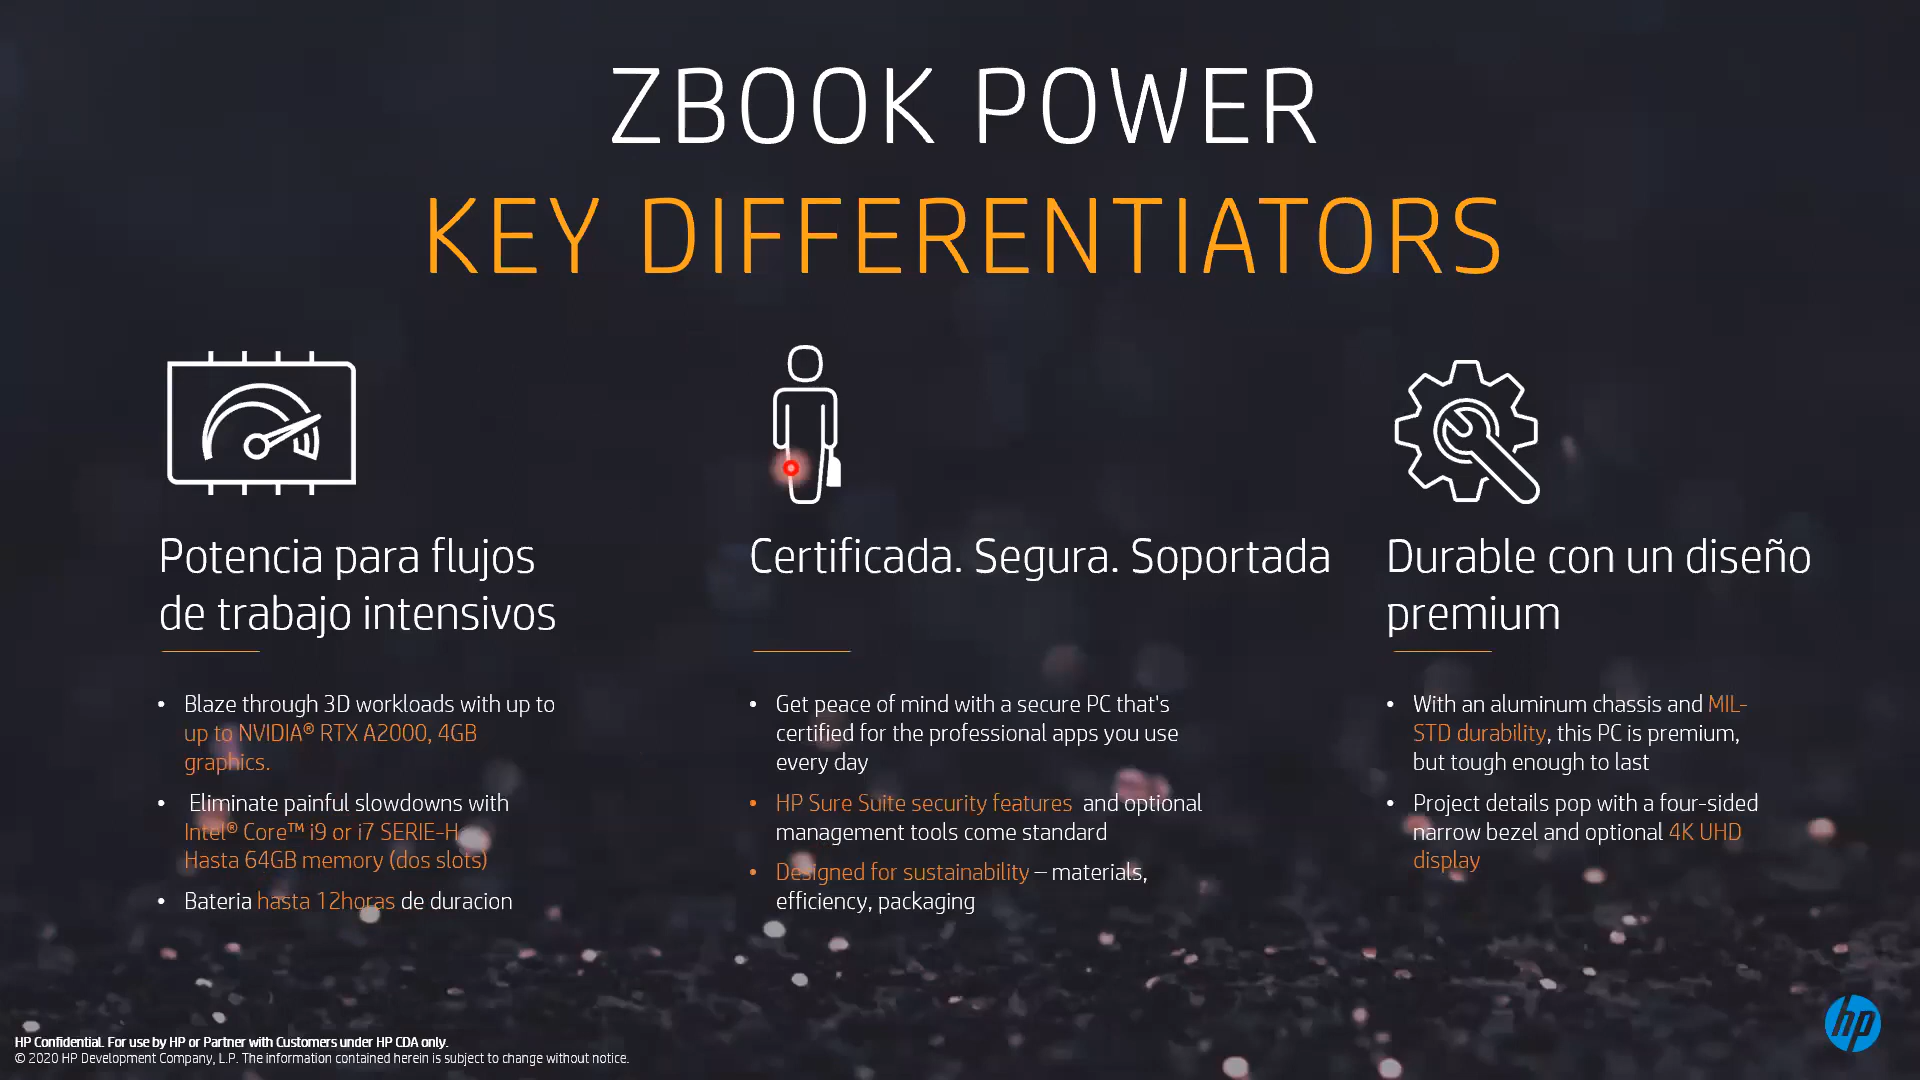 ZBOOK POWER
KEY DIFFERENTIATORS
Potencia para flujos
de trabajo intensivos
• Blaze through 3D workloads with up to
up to NVIDIA® RTX A2000, 4GB
graphics.
• Eliminate painful slowdowns with
Intel® Core™ i9 or i7 SERIE-H
Hasta 64GB memory (dos slots)
• Bateria hasta 12horas de duracion
Certificada. Segura. Soportada
• Get peace of mind with a secure PC that's
certified for the professional apps you use
every day
• HP Sure Suite security features and optional
management tools come standard
• Designed for sustainability – materials,
efficiency, packaging
Durable con un diseño
premium
• With an aluminum chassis and MIL-
STD durability, this PC is premium,
but tough enough to last
• Project details pop with a four-sided
narrow bezel and optional 4K UHD
display
HP Confidential. For use by HP or Partner with Customers under HP CDA only.
© 2020 HP Development Company, L.P. The information contained herein is subject to change without notice.
hp